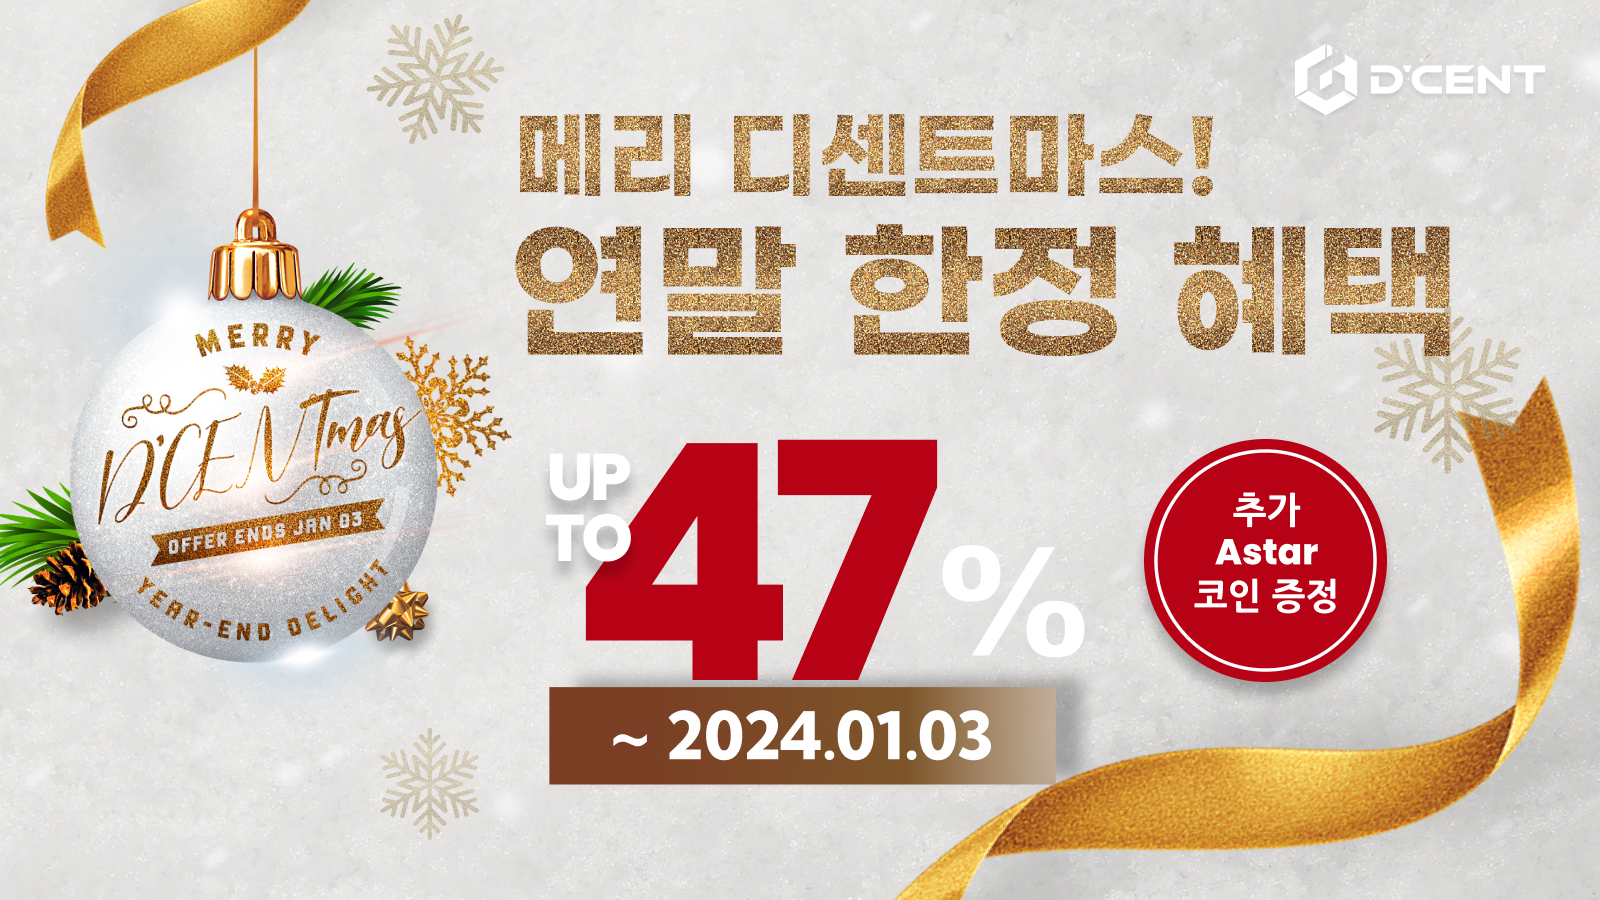 D'CENT
메리 디센트마스!
연말 한정 혜택
MERRY
D'CENTmas
OFFER ENDS JAN 03
YEAR-END DELIGHT
UP
TO
47%
~ 2024.01.03
추가
Astar
코인 증정